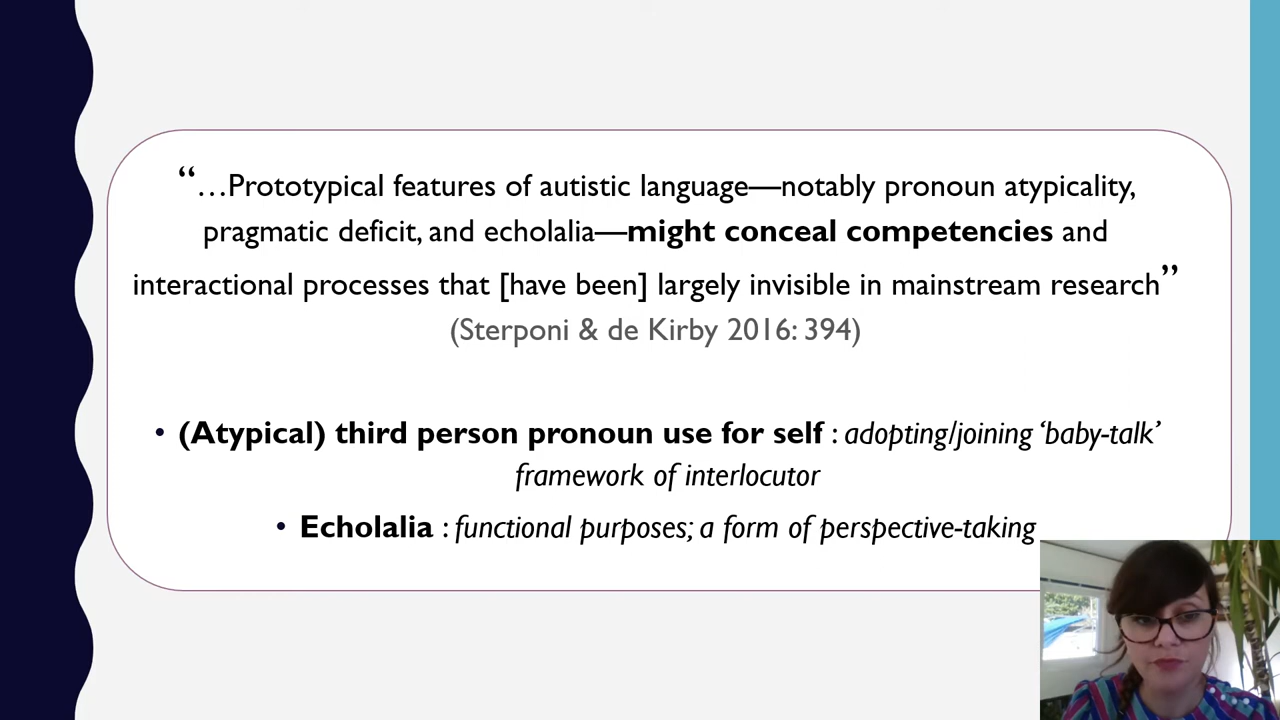 “…Prototypical features of autistic language—notably pronoun atypicality,
pragmatic deficit, and echolalia—might conceal competencies and
interactional processes that [have been] largely invisible in mainstream research”
(Sterponi & de Kirby 2016: 394)
• (Atypical) third person pronoun use for self : adopting/joining ‘baby-talk’
framework of interlocutor
• Echolalia : functional purposes; a form of perspective-taking